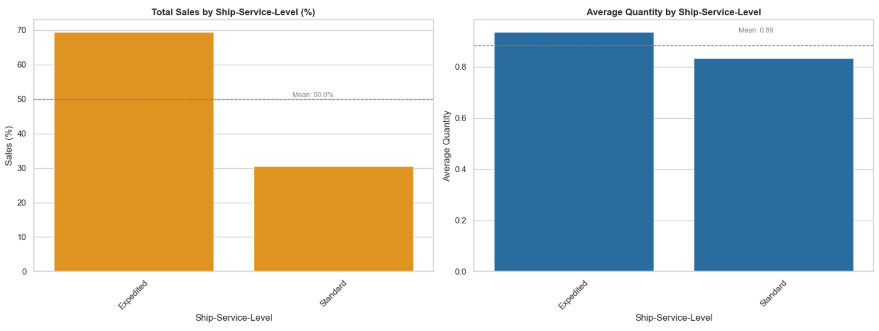 Total Sales by Ship-Service-Level (%)
70
60
50
40
30
20
10
0
Sales (%)
Mean: 50.0%
Expedited
Standard
Ship-Service-Level
Average Quantity by Ship-Service-Level
Mean: 0.89
0.8
0.6
0.4
0.2
0.0
Average Quantity
Expedited
Standard
Ship-Service-Level